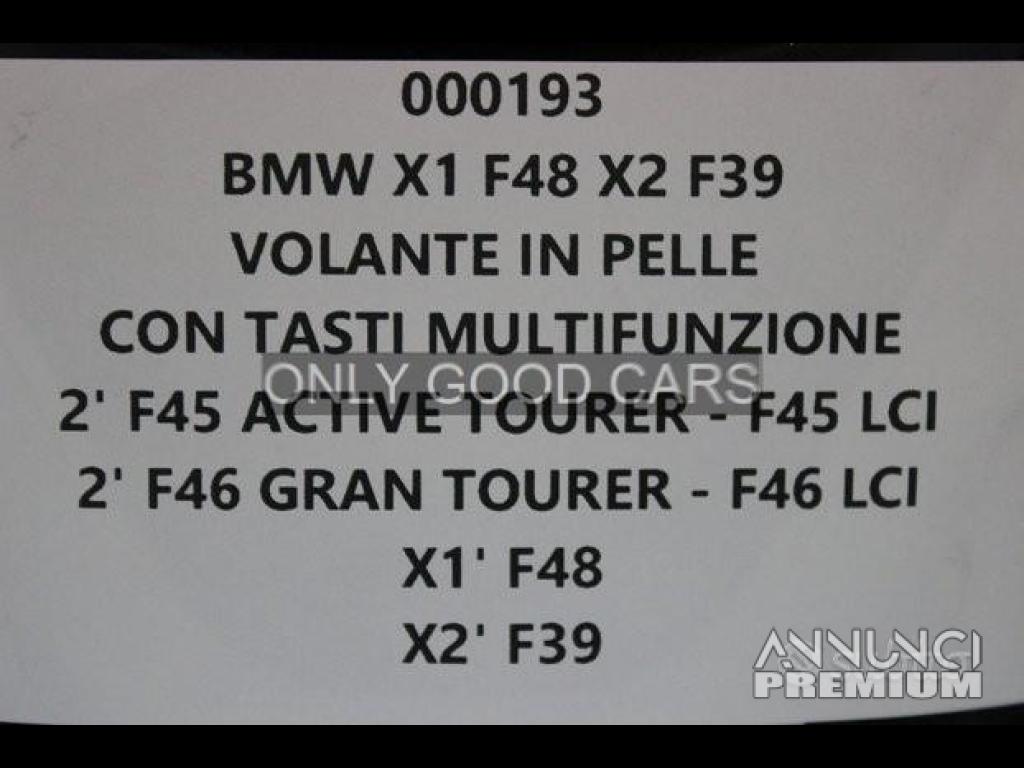 000193
BMW X1 F48 X2 F39
VOLANTE IN PELLE
CON TASTI MULTIFUNZIONE
ONLY GOOD CARS
2' F45 ACTIVE TOURER - F45 LCI
2' F46 GRAN TOURER - F46 LCI
X1' F48
X2' F39
ANNUNCI
PREMIUM